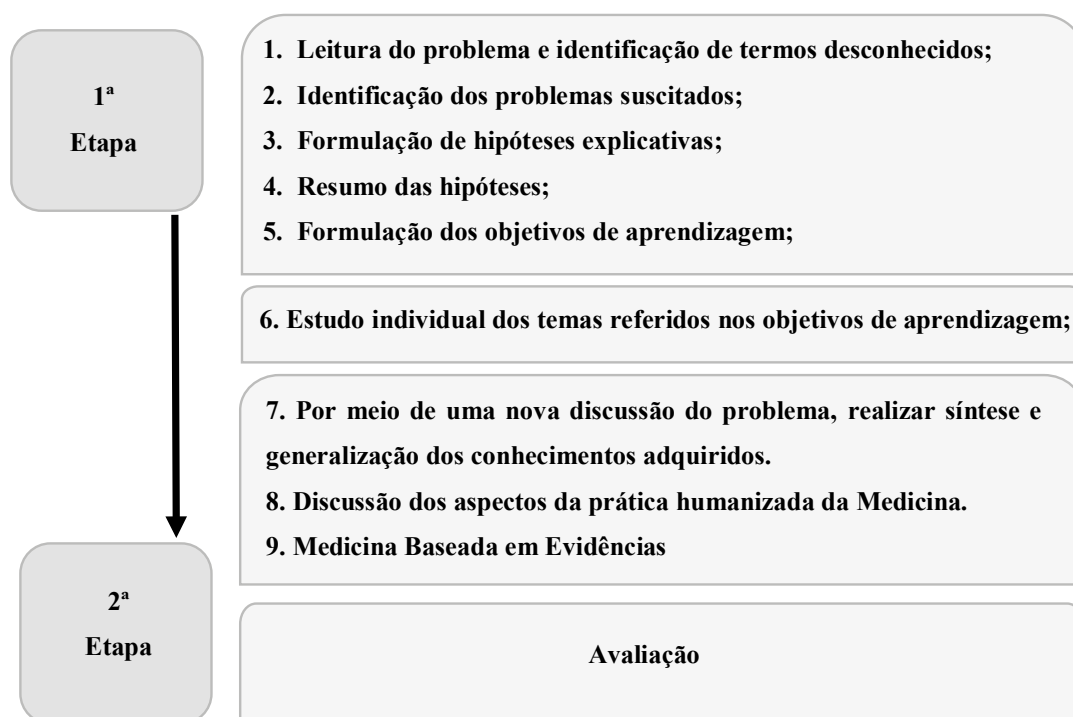 1ª
Etapa
1. Leitura do problema e identificação de termos desconhecidos;
2. Identificação dos problemas suscitados;
3. Formulação de hipóteses explicativas;
4. Resumo das hipóteses;
5. Formulação dos objetivos de aprendizagem;
6. Estudo individual dos temas referidos nos objetivos de aprendizagem;
7. Por meio de uma nova discussão do problema, realizar síntese e
generalização dos conhecimentos adquiridos.
8. Discussão dos aspectos da prática humanizada da Medicina.
9. Medicina Baseada em Evidências
2ª
Etapa
Avaliação